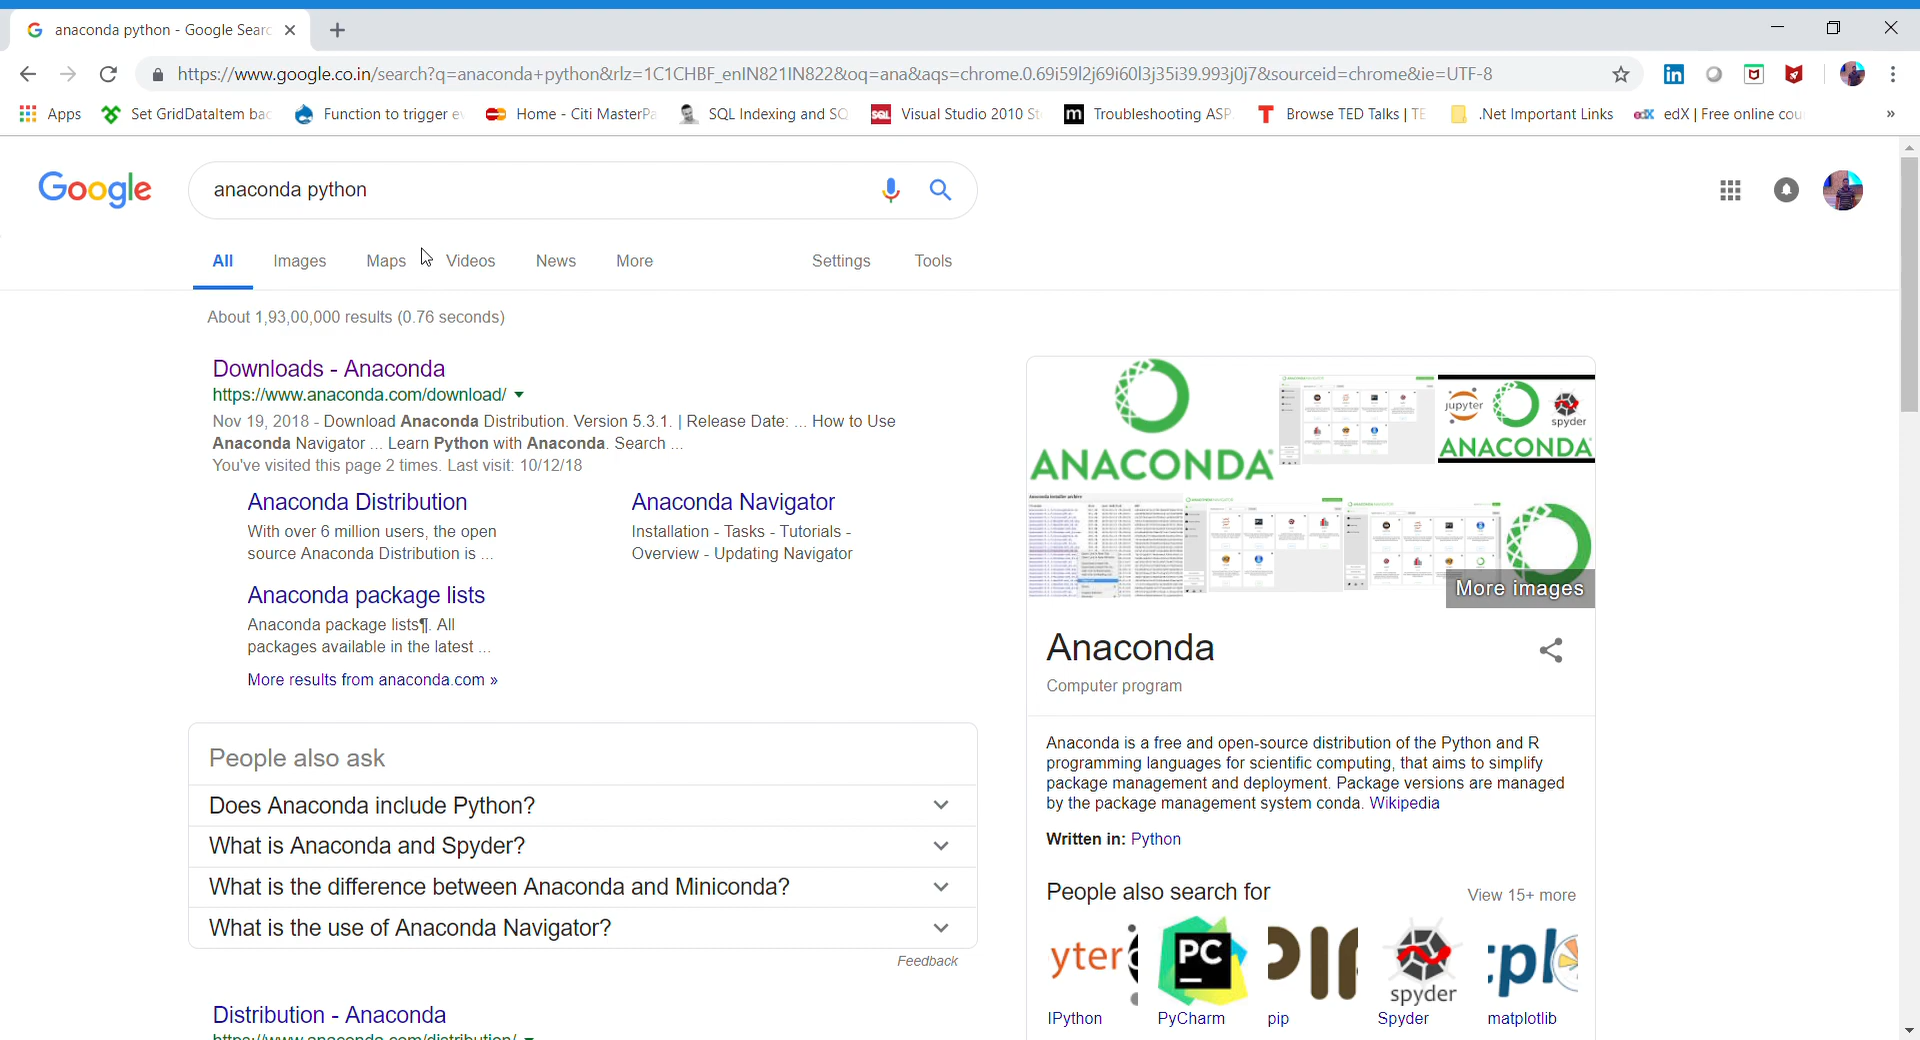 anaconda python - Google Searc
https://www.google.co.in/search?q=anaconda+python&rlz=1C1CHBF_enIN821IN822&oq=ana&aqs=chrome.0.69i59l2j69i60l3j35i39.993j0j7&sourceid=chrome&ie=UTF-8
Apps Set GridDataItem bac Function to trigger ev Home - Citi MasterPa SQL Indexing and SQ Visual Studio 2010 St Troubleshooting ASP. Browse TED Talks | TE .Net Important Links edX | Free online cou »
Google anaconda python
All Images Maps Videos News More Settings Tools
About 1,93,00,000 results (0.76 seconds)
Downloads - Anaconda
https://www.anaconda.com/download/
Nov 19, 2018 - Download Anaconda Distribution. Version 5.3.1. | Release Date: ... How to Use
Anaconda Navigator ... Learn Python with Anaconda. Search ...
You've visited this page 2 times. Last visit: 10/12/18
Anaconda Distribution
With over 6 million users, the open
source Anaconda Distribution is ...
Anaconda Navigator
Installation - Tasks - Tutorials -
Overview - Updating Navigator
Anaconda package lists
Anaconda package lists¶. All
packages available in the latest ...
More results from anaconda.com »
People also ask
Does Anaconda include Python?
What is Anaconda and Spyder?
What is the difference between Anaconda and Miniconda?
What is the use of Anaconda Navigator?
Feedback
Distribution - Anaconda
https://www.anaconda.com/distribution/
ANACONDA
jupyter
spyder
ANACONDA
More images
Anaconda
Computer program
Anaconda is a free and open-source distribution of the Python and R
programming languages for scientific computing, that aims to simplify
package management and deployment. Package versions are managed
by the package management system conda. Wikipedia
Written in: Python
People also search for
View 15+ more
yter
PC
pip
spyder
tpl
IPython PyCharm pip Spyder matplotlib